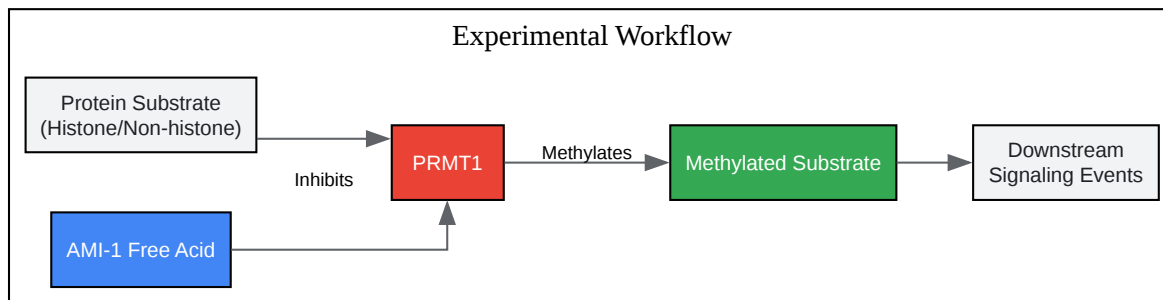 Experimental Workflow
Protein Substrate
(Histone/Non-histone)
Inhibits
AMI-1 Free Acid
PRMT1
Methylates
Methylated Substrate
Downstream
Signaling Events